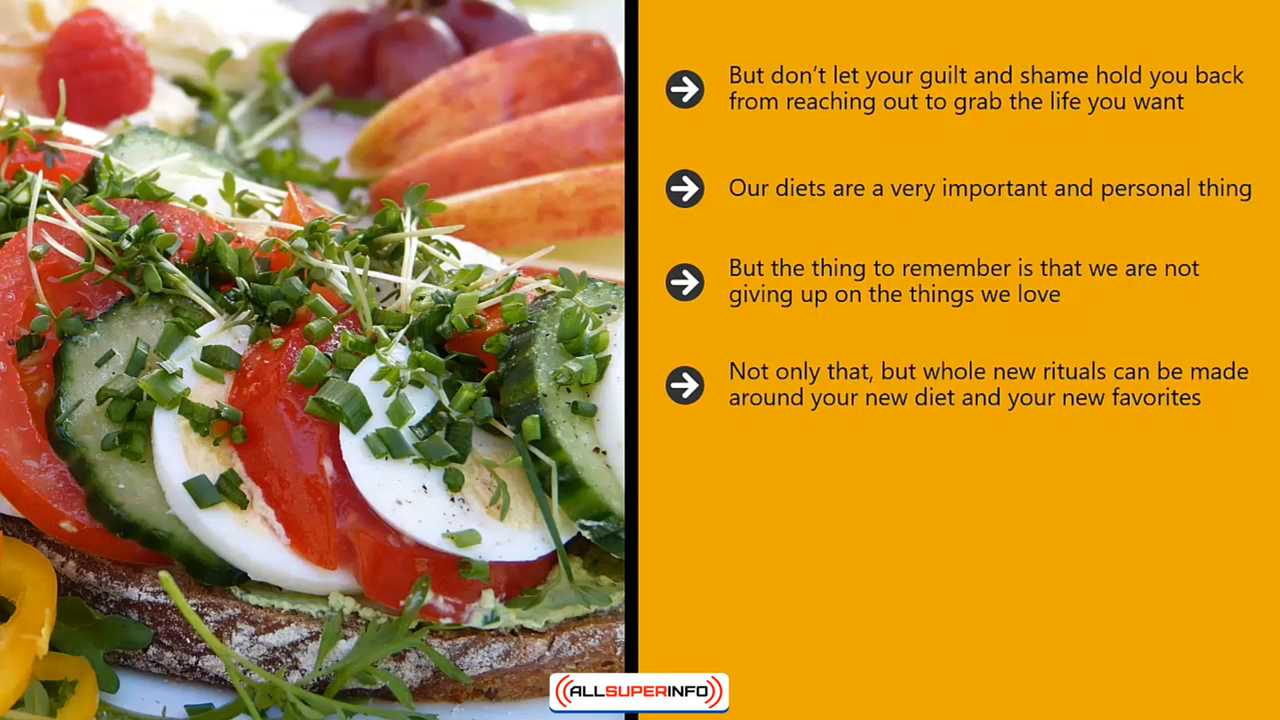 But don’t let your guilt and shame hold you back
from reaching out to grab the life you want
Our diets are a very important and personal thing
But the thing to remember is that we are not
giving up on the things we love
Not only that, but whole new rituals can be made
around your new diet and your new favorites
ALLSUPERINFO